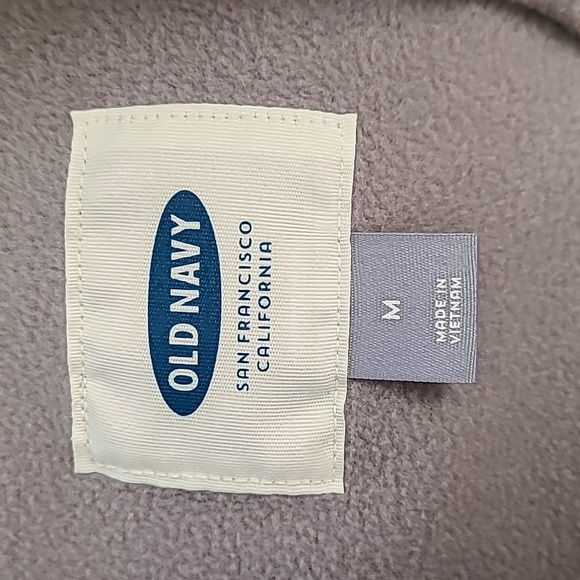 OLD NAVY
SAN FRANCISCO
CALIFORNIA
M
MADE IN
VIETNAM